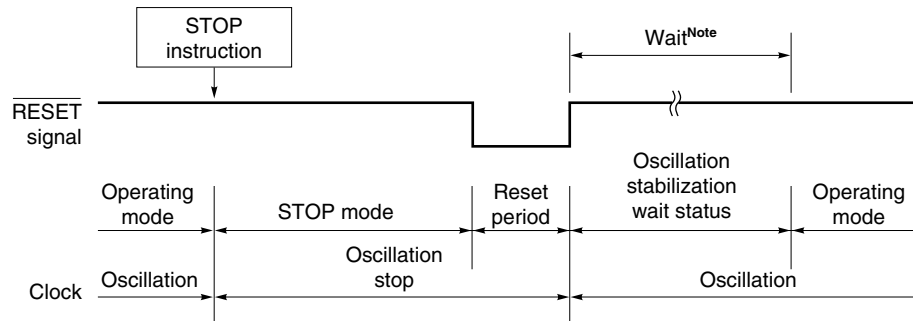 STOP
instruction
Wait Note
RESET
signal
Operating
mode
STOP mode
Reset
period
Oscillation
stabilization
wait status
Operating
mode
Clock
Oscillation
Oscillation
stop
Oscillation